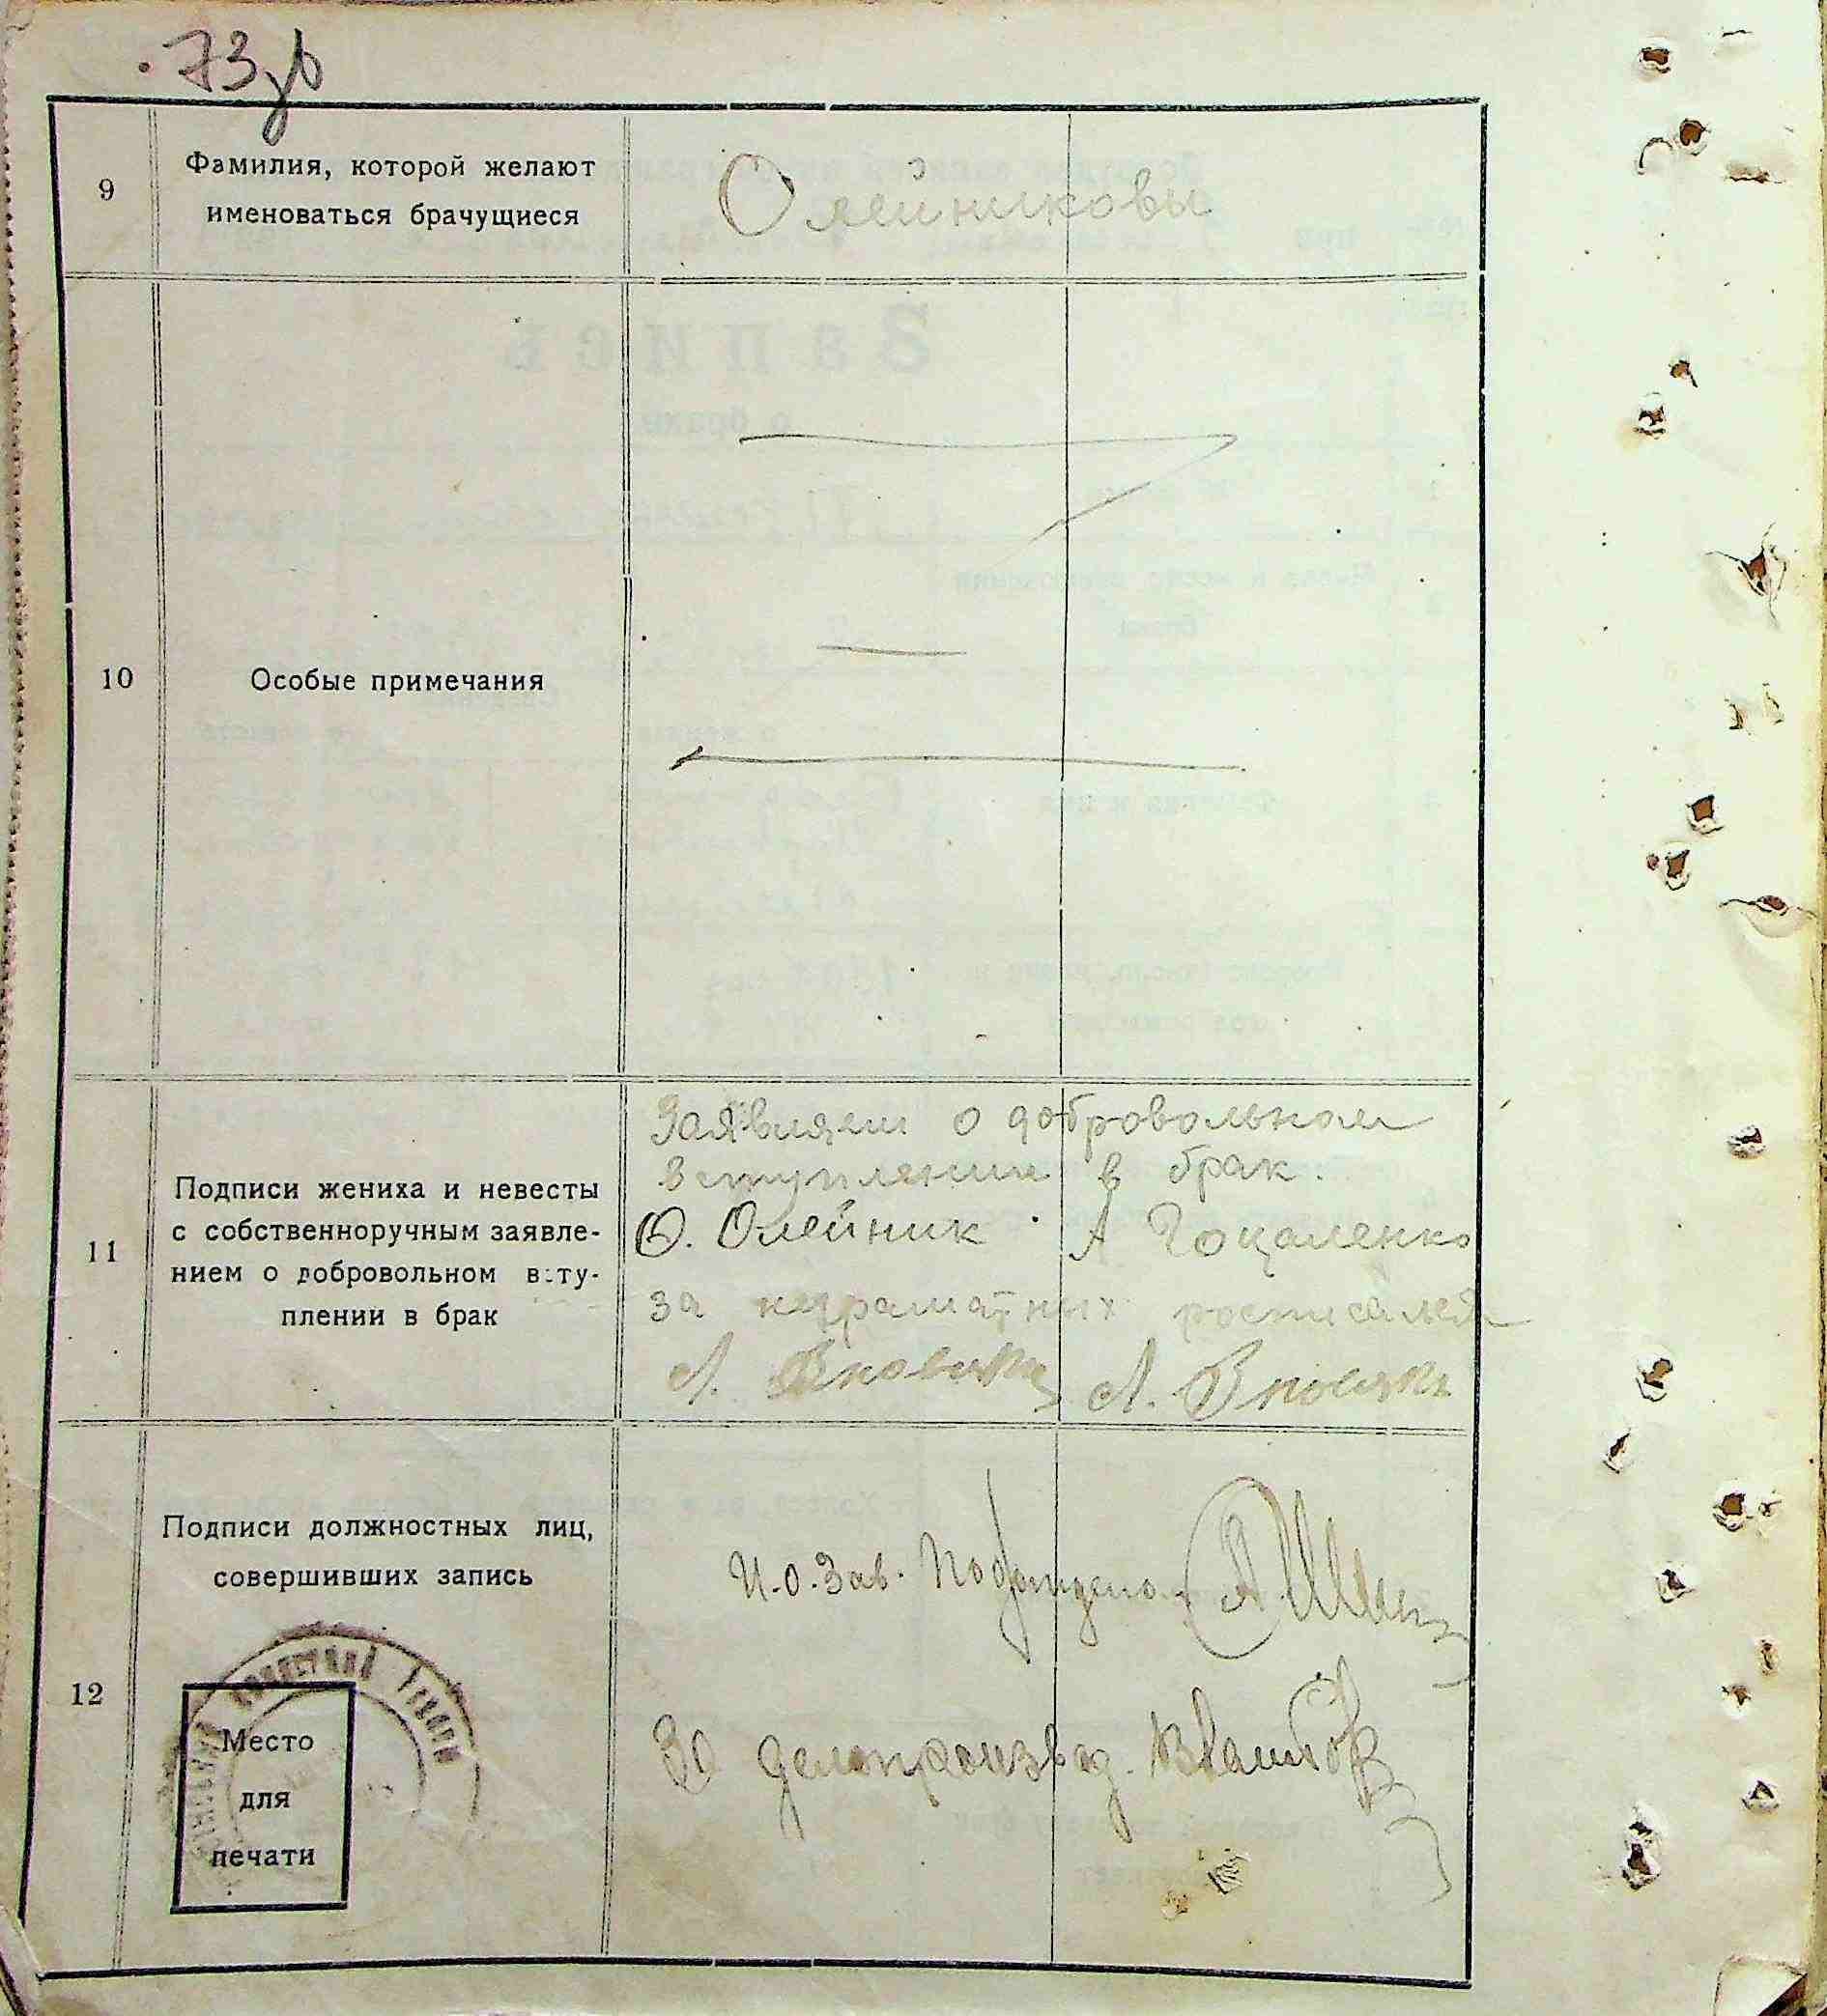 73
9
Фамилия, которой желают
именоваться брачущиеся
Олейниковы
10
Особые примечания
11
Подписи жениха и невесты
с собственноручным заявле-
нием о добровольном всту-
плении в брак
Заявляем о добровольном
вступлении в брак.
О. Олейник А Гоцаленко
за неграматных росписался
А. А.
12
Подписи должностных лиц,
совершивших запись
И.о. Зав.
делопроизвод.
Место
для
печати